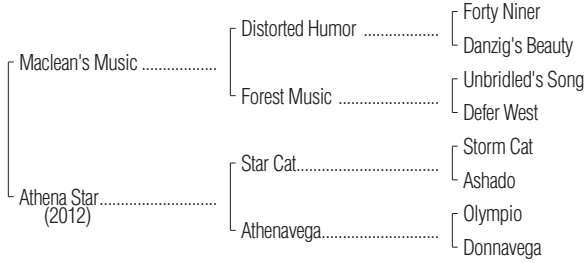 Forty Niner
Distorted Humor ..................
Danzig's Beauty
Maclean's Music ..................
Unbridled's Song
Forest Music ........................
Defer West
Storm Cat
Star Cat..................................
Ashado
Athena Star............................
(2012)
Olympio
Athenavega............................
Donnavega